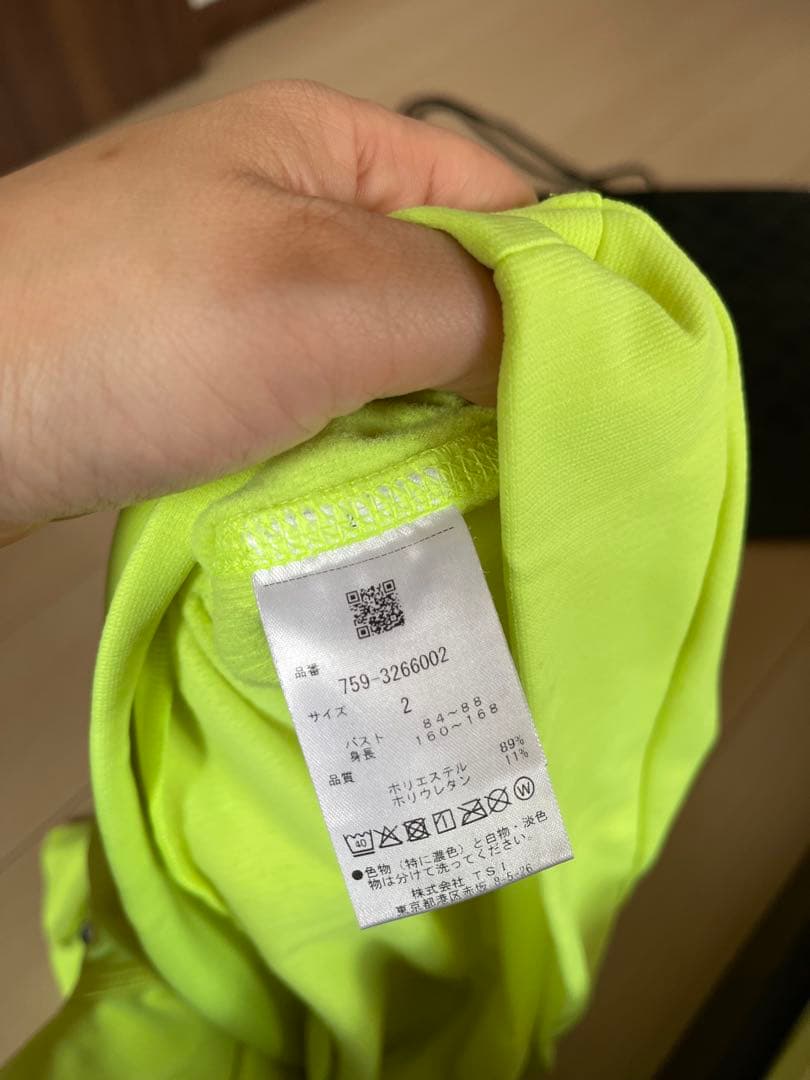 品番 759-3266002
サイズ 2
バスト 84～88
身長 160～168
品質 ポリエステル 89%
ポリウレタン 11%
40 W
●色物（特に濃色）と白物・淡色
物は分けて洗ってください。
株式会社 TSI
東京都港区赤坂 8-5-26